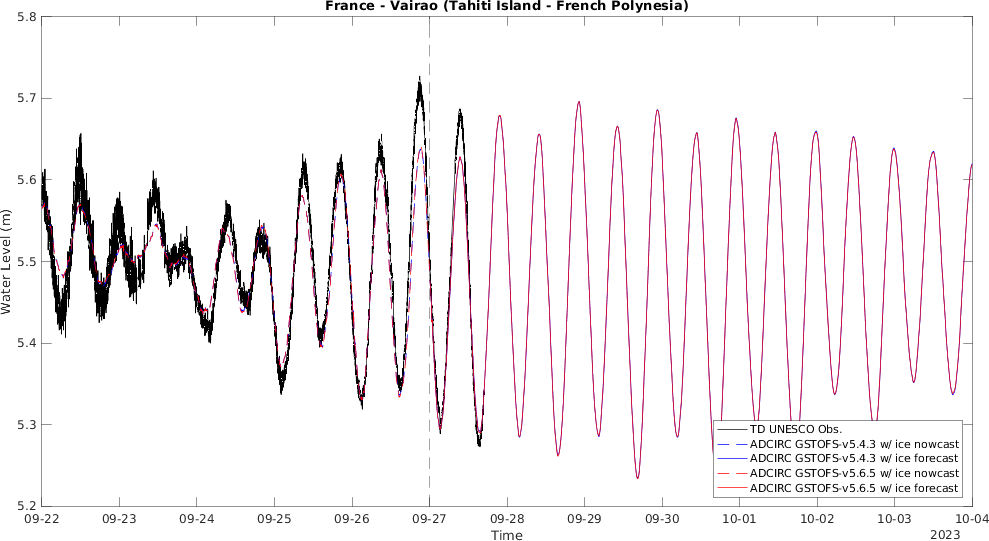 France - Vairao (Tahiti Island - French Polynesia)
Water Level (m)
5.8
5.7
5.6
5.5
5.4
5.3
5.2
TD UNESCO Obs.
ADCIRC GSTOFS-v5.4.3 w/ ice nowcast
ADCIRC GSTOFS-v5.4.3 w/ ice forecast
ADCIRC GSTOFS-v5.6.5 w/ ice nowcast
ADCIRC GSTOFS-v5.6.5 w/ ice forecast
09-22 09-23 09-24 09-25 09-26 09-27 09-28 09-29 09-30 10-01 10-02 10-03 10-04
Time
2023